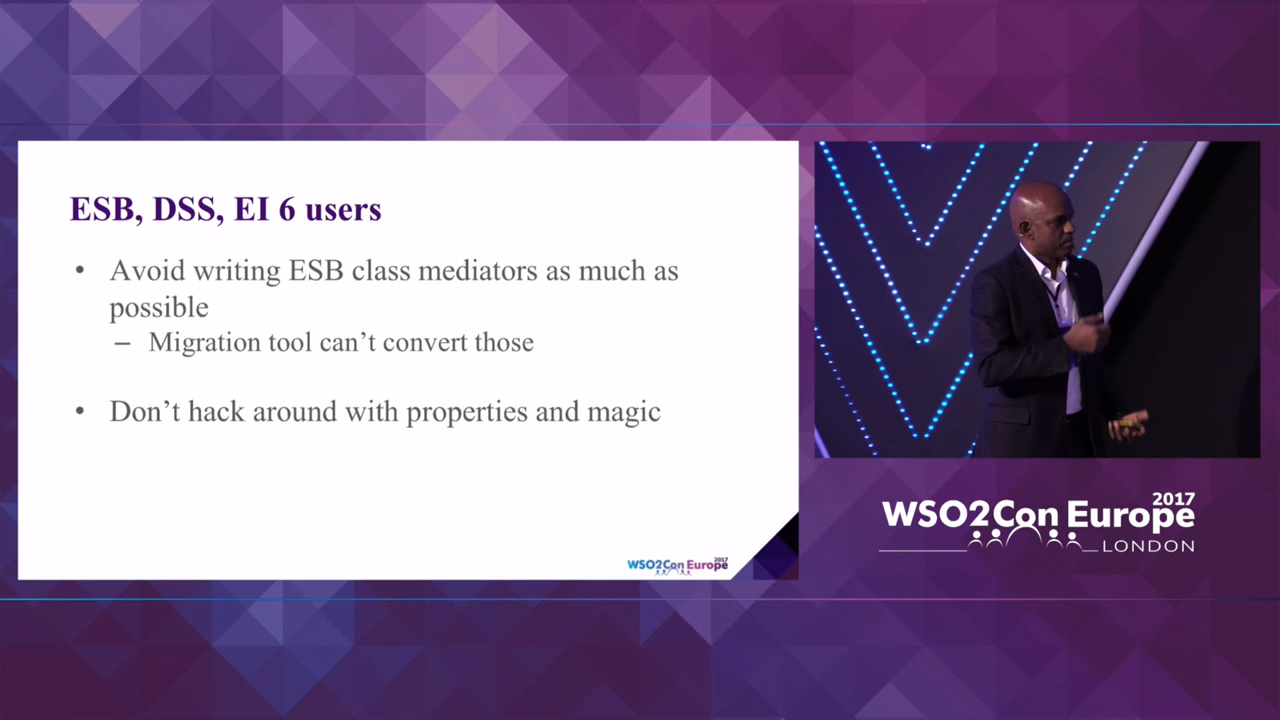 ESB, DSS, EI 6 users
• Avoid writing ESB class mediators as much as
possible
– Migration tool can’t convert those
• Don’t hack around with properties and magic
WSO2Con Europe 2017
2017
WSO2Con Europe
LONDON